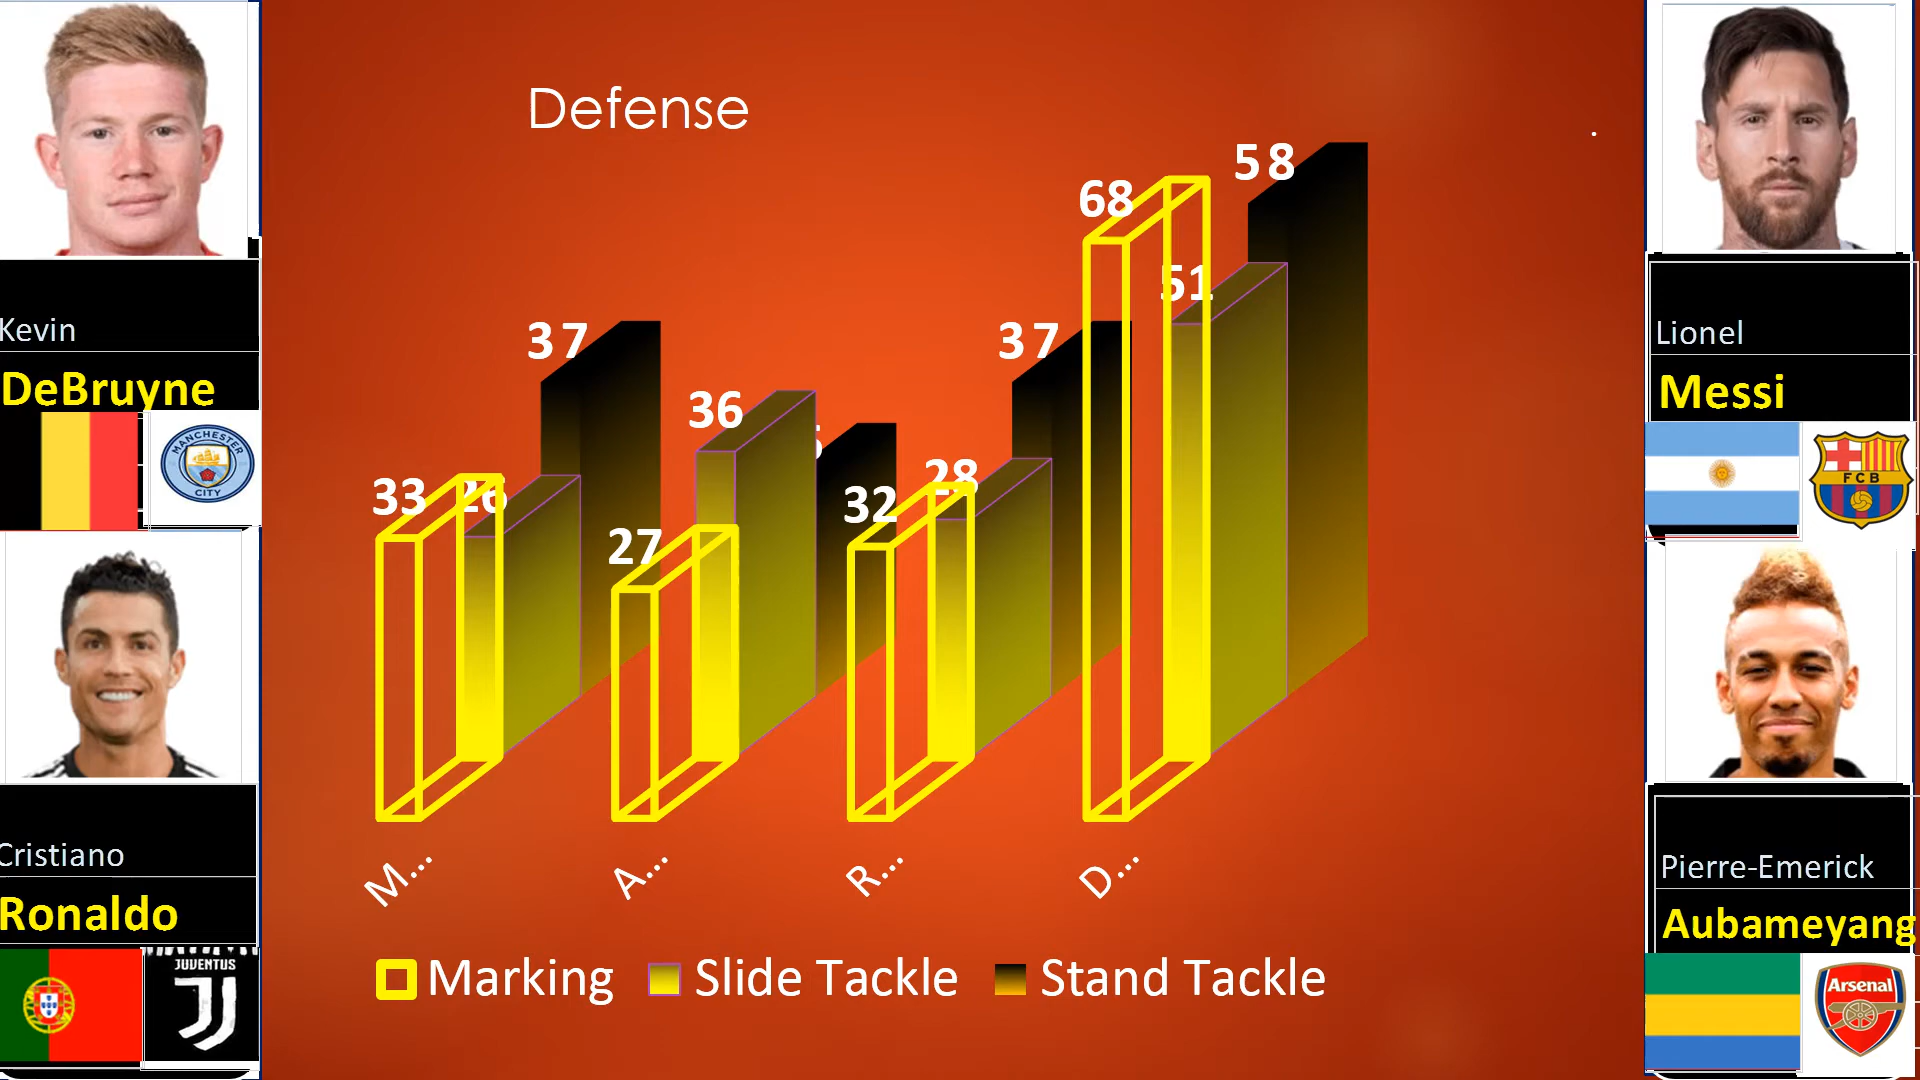 Defense
58
68
51
37
37
36
28
33
26
32
27
M...
A...
R...
D...
Marking Slide Tackle Stand Tackle
Kevin
DeBruyne
MANCHESTER
CITY
Cristiano
Ronaldo
JUVENTUS
Lionel
Messi
FCB
Pierre-Emerick
Aubameyang
Arsenal